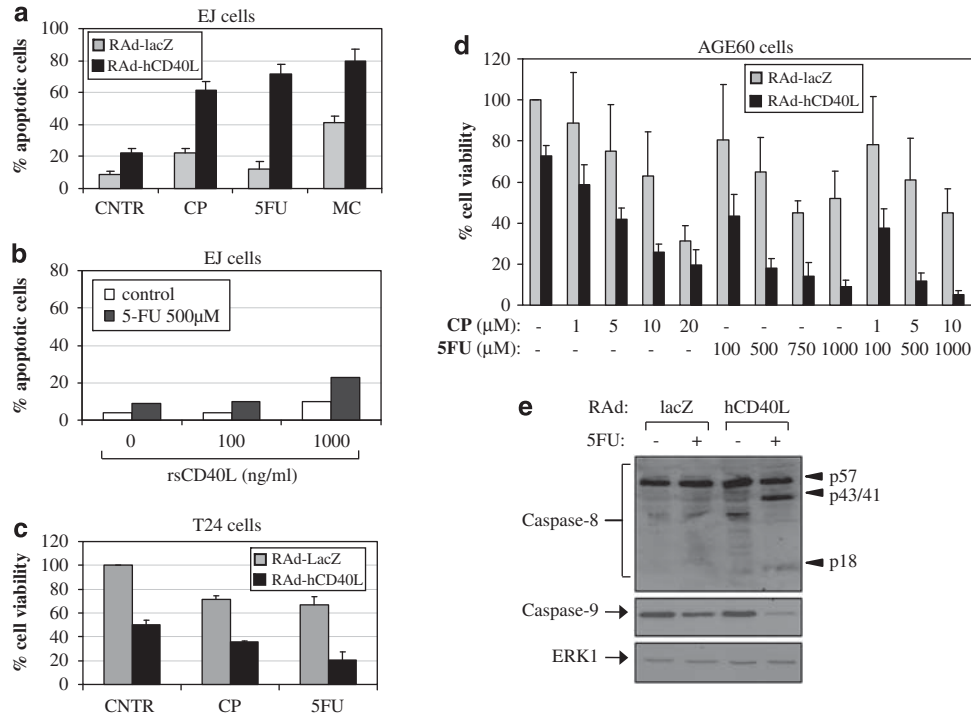 a
EJ cells
RAd-lacZ
RAd-hCD40L
% apoptotic cells
100
80
60
40
20
0
CNTR CP 5FU MC
b
EJ cells
control
5-FU 500μM
% apoptotic cells
80
60
40
20
0
0 100 1000
rsCD40L (ng/ml)
c
T24 cells
RAd-LacZ
RAd-hCD40L
% cell viability
120
100
80
60
40
20
0
CNTR CP 5FU
d
AGE60 cells
RAd-lacZ
RAd-hCD40L
% cell viability
120
100
80
60
40
20
0
CP (μM): - 1 5 10 20 - - - - 1 5 10
5FU (μM): - - - - - 100 500 750 1000 100 500 1000
e
RAd: lacZ hCD40L
5FU: - + - +
Caspase-8
p57
p43/41
p18
Caspase-9
ERK1